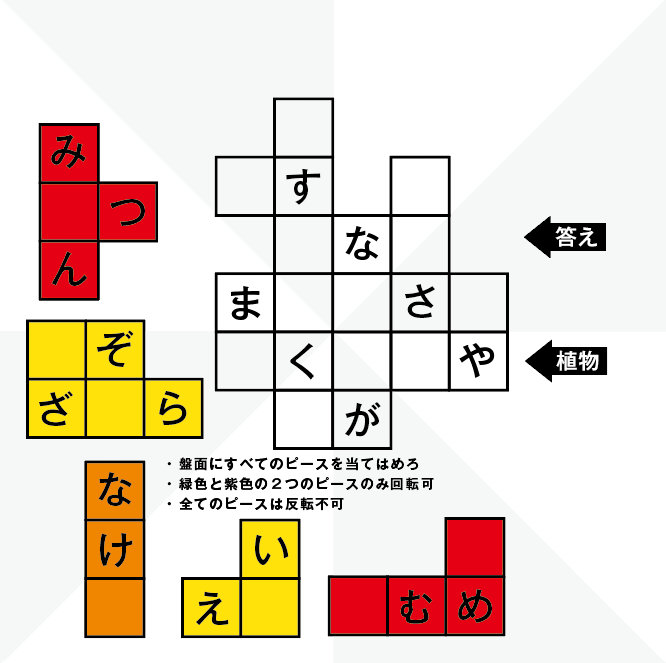 み
す
つ
な
答え
ん
ま
さ
ぞ
く
や
植物
ざ
ら
が
・盤面にすべてのピースを当てはめろ
・緑色と紫色の２つのピースのみ回転可
・全てのピースは反転不可
な
け
い
え
む
め